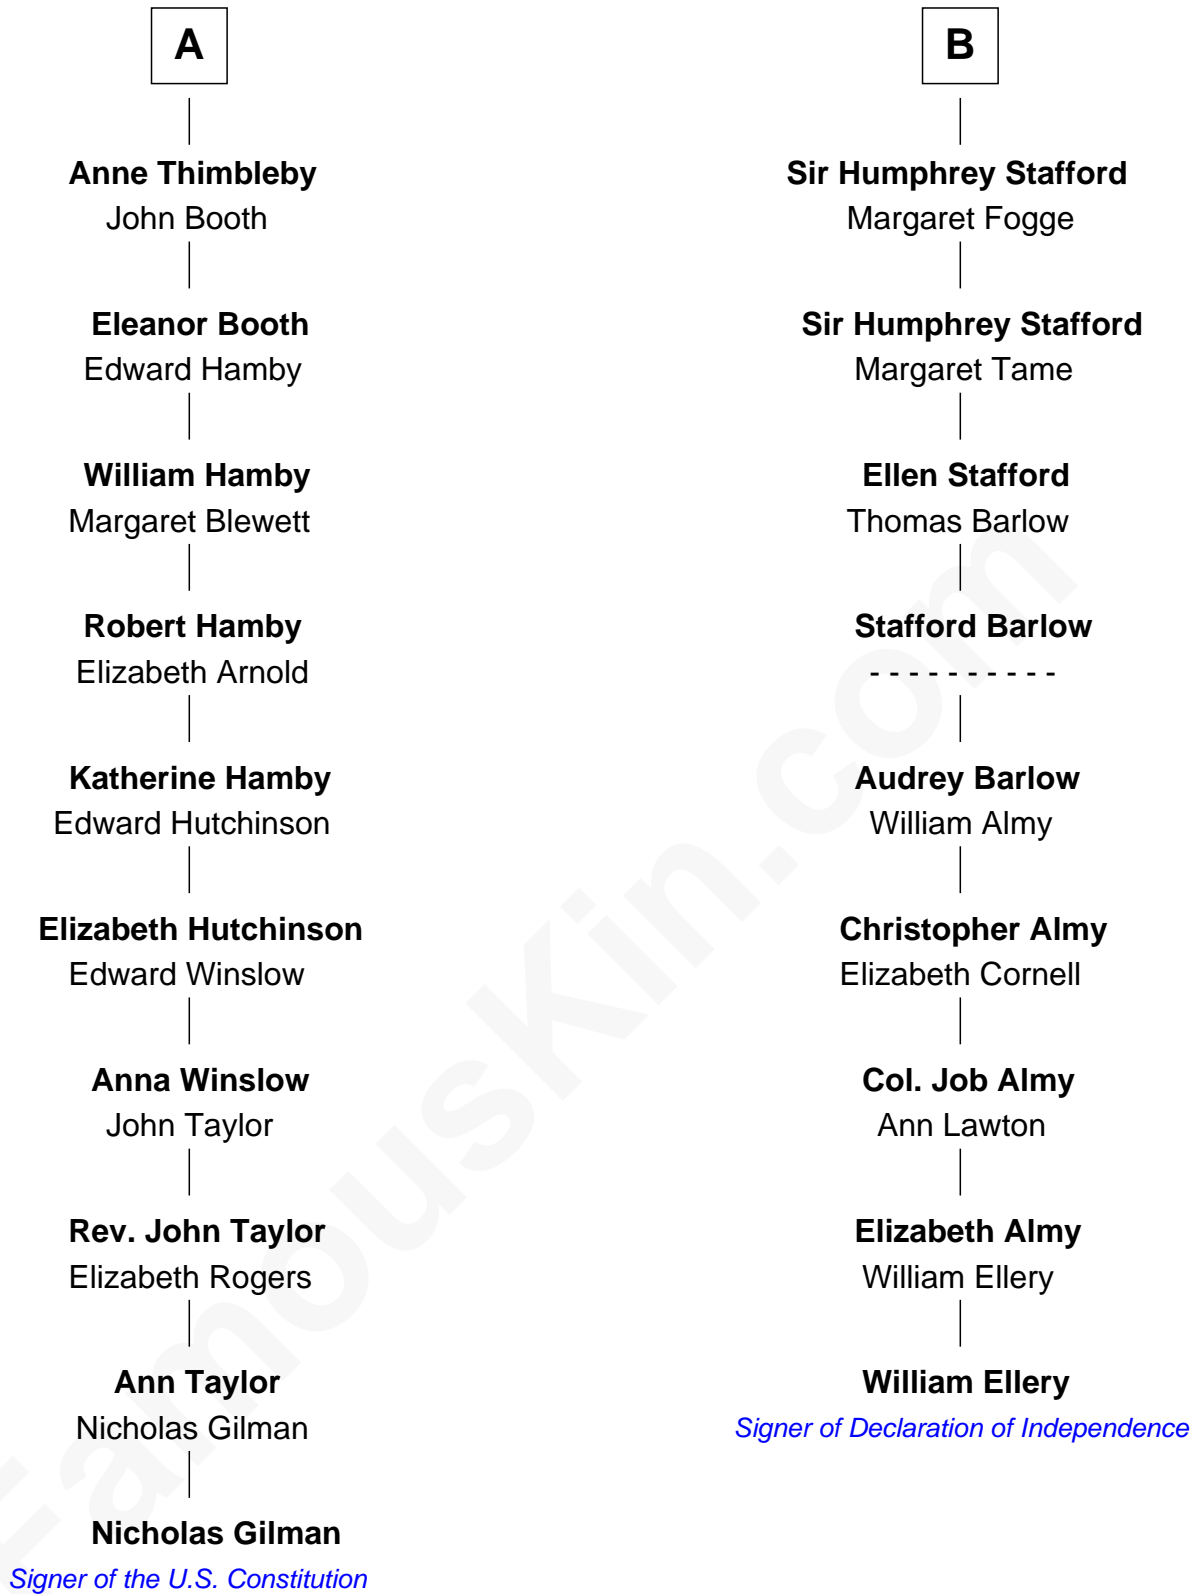 A
Anne Thimbleby
John Booth
Eleanor Booth
Edward Hamby
William Hamby
Margaret Blewett
Robert Hamby
Elizabeth Arnold
Katherine Hamby
Edward Hutchinson
Elizabeth Hutchinson
Edward Winslow
Anna Winslow
John Taylor
Rev. John Taylor
Elizabeth Rogers
Ann Taylor
Nicholas Gilman
Nicholas Gilman
Signer of the U.S. Constitution
B
Sir Humphrey Stafford
Margaret Fogge
Sir Humphrey Stafford
Margaret Tame
Ellen Stafford
Thomas Barlow
Stafford Barlow
- - - - - - - - - -
Audrey Barlow
William Almy
Christopher Almy
Elizabeth Cornell
Col. Job Almy
Ann Lawton
Elizabeth Almy
William Ellery
William Ellery
Signer of Declaration of Independence
FamousKin.com